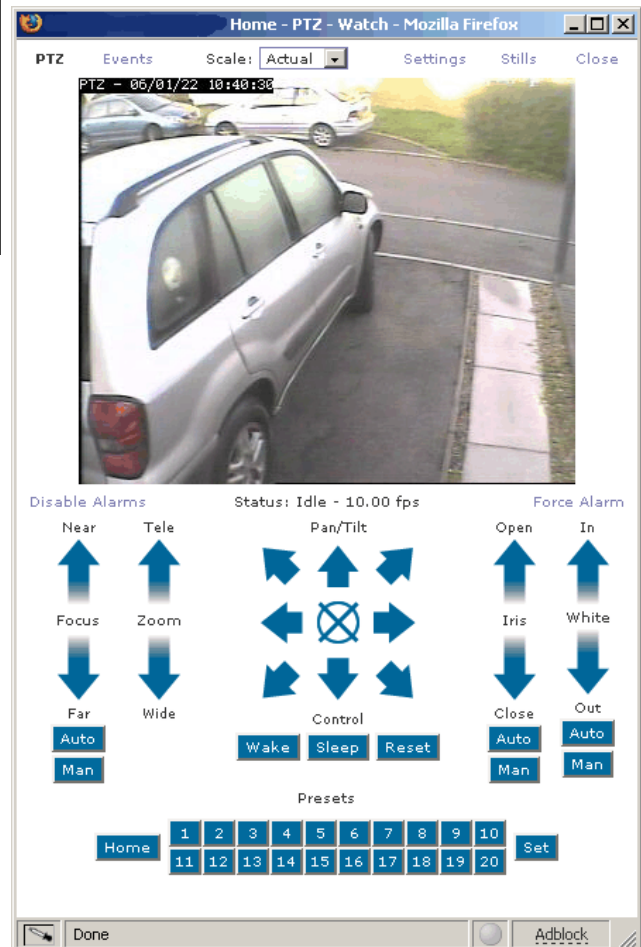 Home - PTZ - Watch - Mozilla Firefox
PTZ Events Scale: Actual Settings Stills Close
PTZ - 06/01/22 10:40:30
Disable Alarms Status: Idle - 10.00 fps Force Alarm
Near Tele Pan/Tilt Open In
Focus Zoom Iris White
Far Wide Control Close Out
Auto Wake Sleep Reset Auto Auto
Man Man Man
Presets
Home 1 2 3 4 5 6 7 8 9 10 Set
11 12 13 14 15 16 17 18 19 20
Done Adblock